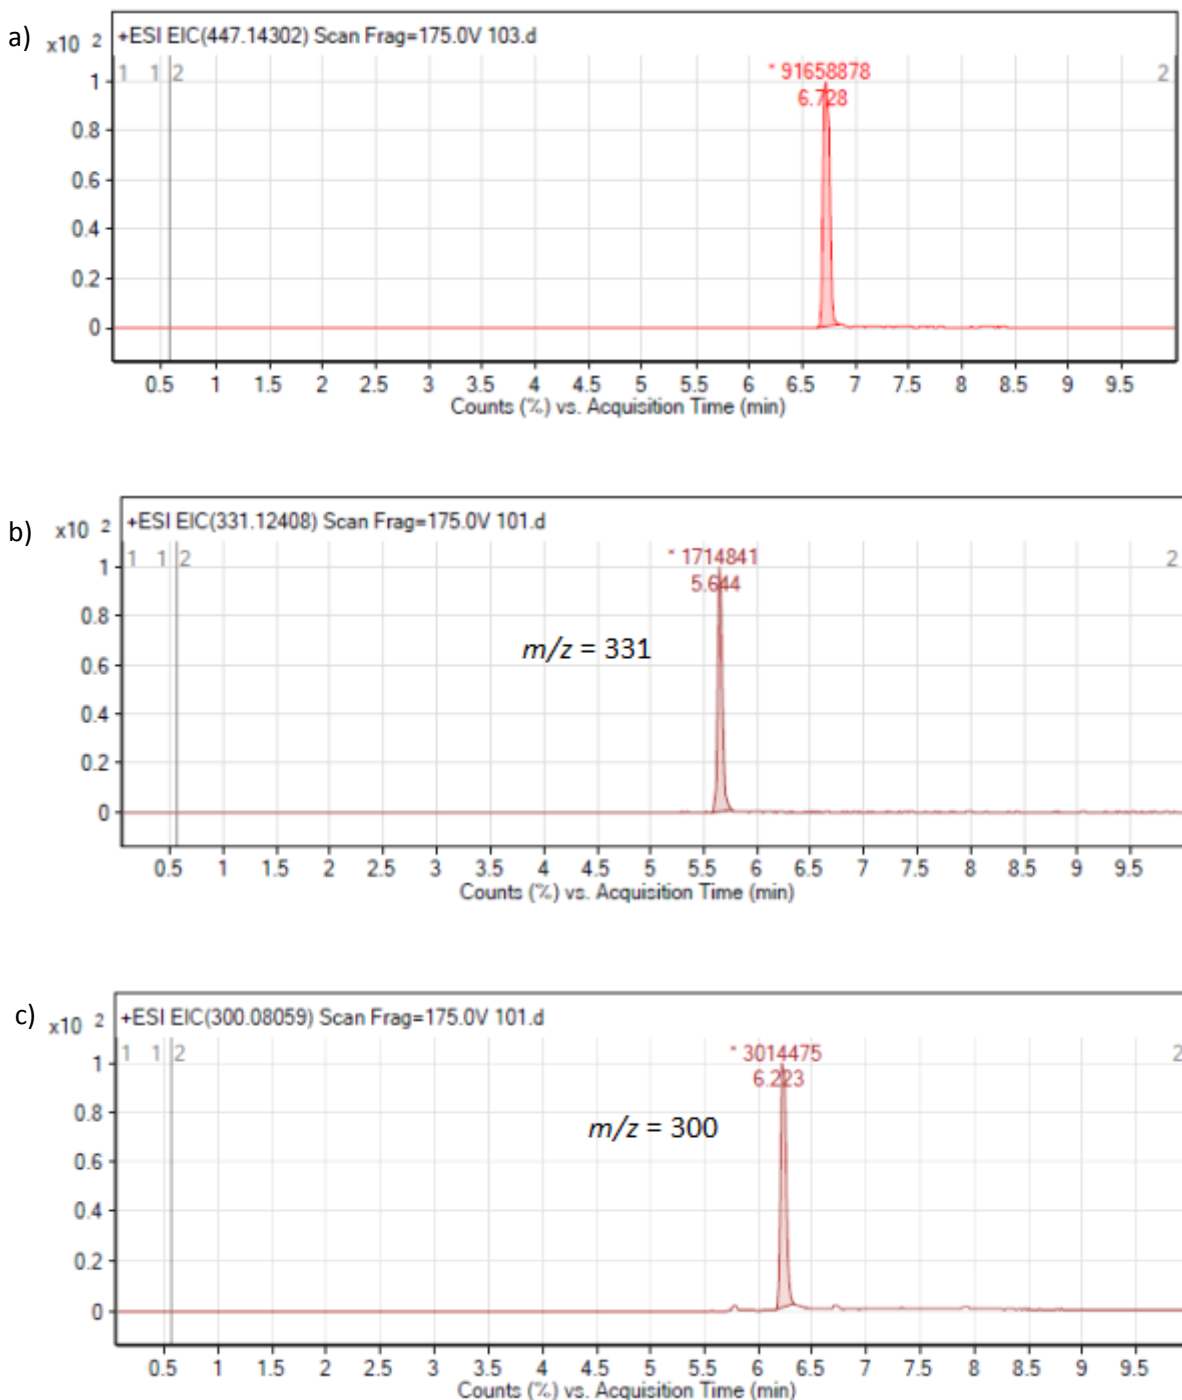 a)
x10 2
+ESI EIC(447.14302) Scan Frag=175.0V 103.d
1 1 2 2
* 91658878
6.728
1
0.8
0.6
0.4
0.2
0
0.5 1 1.5 2 2.5 3 3.5 4 4.5 5 5.5 6 6.5 7 7.5 8 8.5 9 9.5
Counts (%) vs. Acquisition Time (min)
b)
x10 2
+ESI EIC(331.12408) Scan Frag=175.0V 101.d
1 1 2 2
* 1714841
5.644
m/z = 331
1
0.8
0.6
0.4
0.2
0
0.5 1 1.5 2 2.5 3 3.5 4 4.5 5 5.5 6 6.5 7 7.5 8 8.5 9 9.5
Counts (%) vs. Acquisition Time (min)
c)
x10 2
+ESI EIC(300.08059) Scan Frag=175.0V 101.d
1 1 2 2
* 3014475
6.223
m/z = 300
1
0.8
0.6
0.4
0.2
0
0.5 1 1.5 2 2.5 3 3.5 4 4.5 5 5.5 6 6.5 7 7.5 8 8.5 9 9.5
Counts (%) vs. Acquisition Time (min)